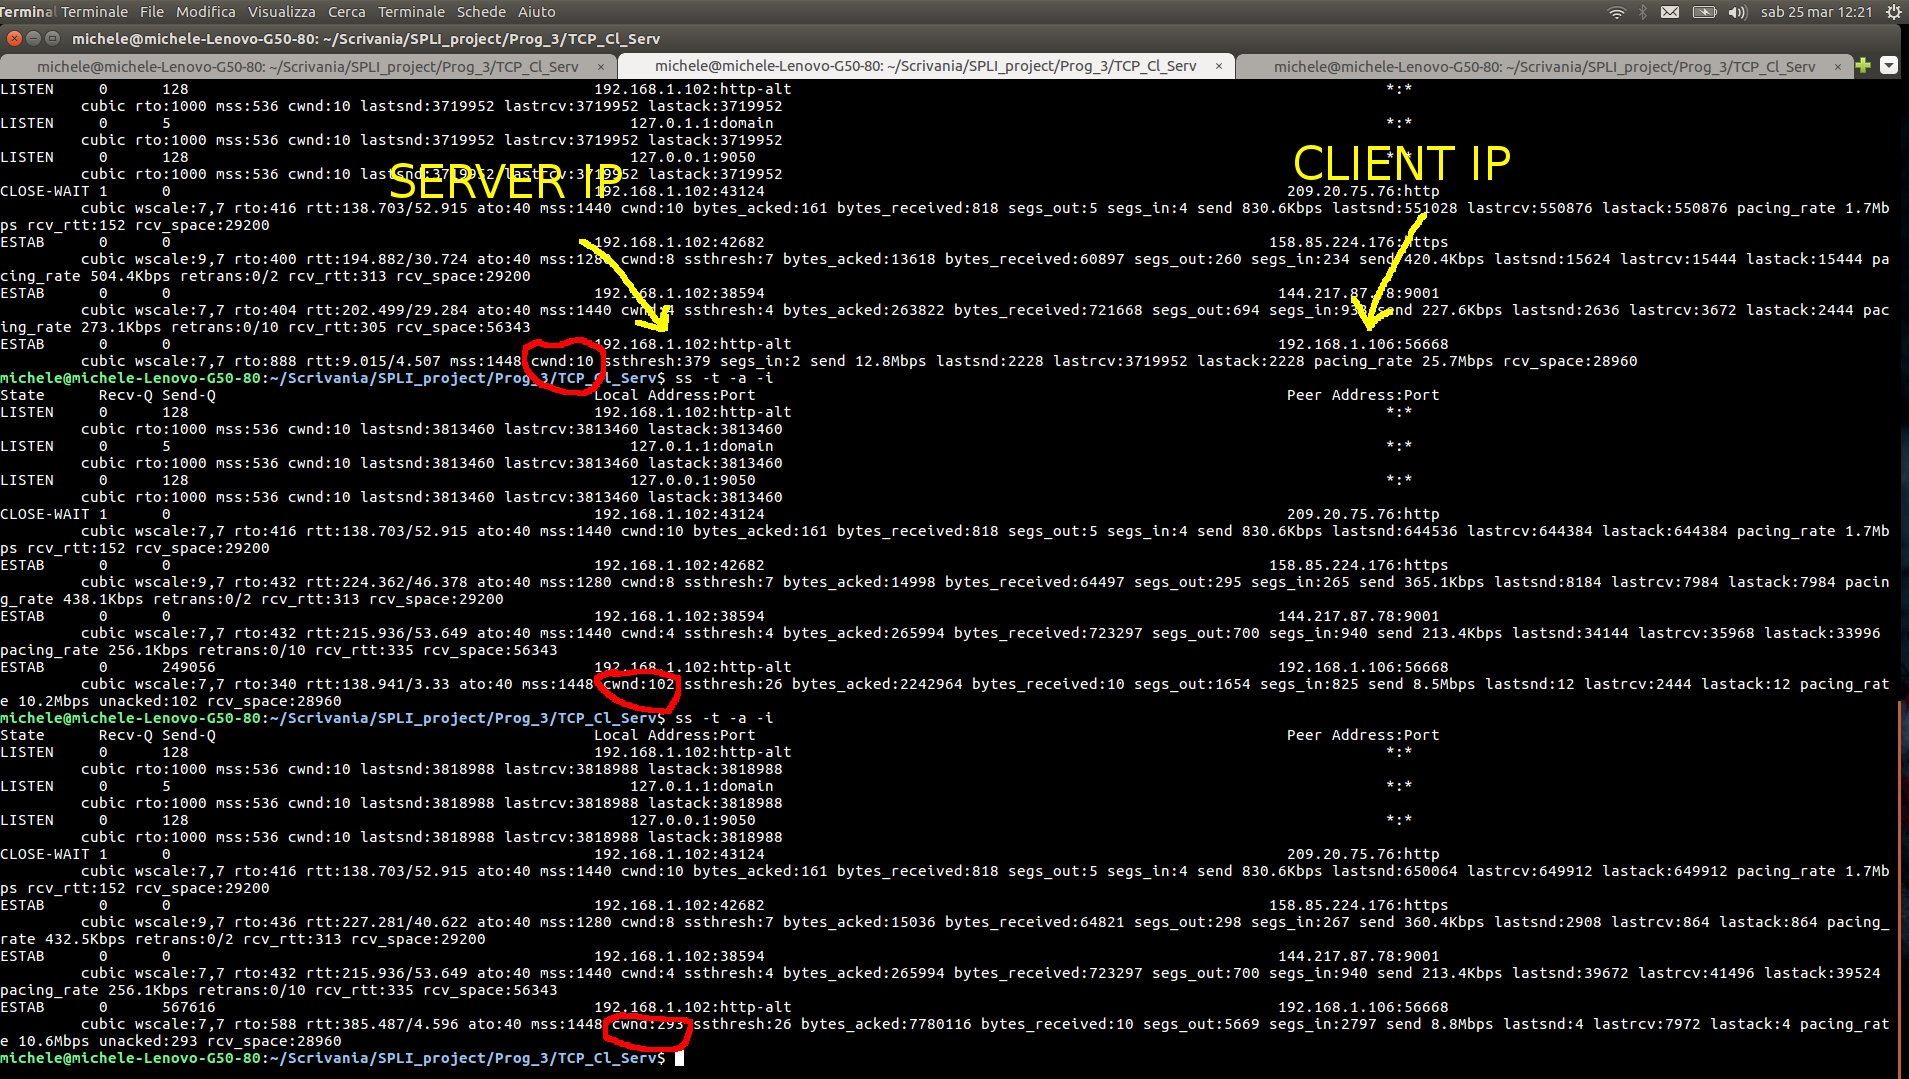 Terminal Terminale File Modifica Visualizza Cerca Terminale Schede Aiuto sab 25 mar 12:21
michele@michele-Lenovo-G50-80: ~/Scrivania/SPLI_project/Prog_3/TCP_Cl_Serv
michele@michele-Lenovo-G50-80: ~/Scrivania/SPLI_project/Prog_3/TCP_Cl_Serv × michele@michele-Lenovo-G50-80: ~/Scrivania/SPLI_project/Prog_3/TCP_Cl_Serv × michele@michele-Lenovo-G50-80: ~/Scrivania/SPLI_project/Prog_3/TCP_Cl_Serv ×
LISTEN 0 128 192.168.1.102:http-alt *:*
cubic rto:1000 mss:536 cwnd:10 lastsnd:3719952 lastrcv:3719952 lastack:3719952
LISTEN 0 5 127.0.1.1:domain *:*
cubic rto:1000 mss:536 cwnd:10 lastsnd:3719952 lastrcv:3719952 lastack:3719952
LISTEN 0 128 127.0.0.1:9050 *:*
cubic rto:1000 mss:536 cwnd:10 lastsnd:3719952 lastrcv:3719952 lastack:3719952
SERVER IP
CLIENT IP
CLOSE-WAIT 1 0 192.168.1.102:43124 209.20.75.76:http
cubic wscale:7,7 rto:416 rtt:138.703/52.915 ato:40 mss:1440 cwnd:10 bytes_acked:161 bytes_received:818 segs_out:5 segs_in:4 send 830.6Kbps lastsnd:551028 lastrcv:550876 lastack:550876 pacing_rate 1.7Mb
ps rcv_rtt:152 rcv_space:29200
ESTAB 0 0 192.168.1.102:42682 158.85.224.176:https
cubic wscale:9,7 rto:400 rtt:194.882/30.724 ato:40 mss:1280 cwnd:8 ssthresh:7 bytes_acked:13618 bytes_received:60897 segs_out:260 segs_in:234 send 420.4Kbps lastsnd:15624 lastrcv:15444 lastack:15444 pa
cing_rate 504.4Kbps retrans:0/2 rcv_rtt:313 rcv_space:29200
ESTAB 0 0 192.168.1.102:38594 144.217.87.78:9001
cubic wscale:7,7 rto:404 rtt:202.499/29.284 ato:40 mss:1440 cwnd:4 ssthresh:4 bytes_acked:263822 bytes_received:721668 segs_out:694 send 227.6Kbps lastsnd:2636 lastrcv:3672 lastack:2444 pac
ing_rate 273.1Kbps retrans:0/10 rcv_rtt:305 rcv_space:56343
ESTAB 0 0 192.168.1.102:http-alt 192.168.1.106:56668
cubic wscale:7,7 rto:888 rtt:9.015/4.507 mss:1448 cwnd:10 ssthresh:379 segs_in:2 send 12.8Mbps lastsnd:2228 lastrcv:3719952 lastack:2228 pacing_rate 25.7Mbps rcv_space:28960
michele@michele-Lenovo-G50-80:~/Scrivania/SPLI_project/Prog_3/TCP_Cl_Serv$ ss -t -a -i
State Recv-Q Send-Q Local Address:Port Peer Address:Port
LISTEN 0 128 192.168.1.102:http-alt *:*
cubic rto:1000 mss:536 cwnd:10 lastsnd:3813460 lastrcv:3813460 lastack:3813460
LISTEN 0 5 127.0.1.1:domain *:*
cubic rto:1000 mss:536 cwnd:10 lastsnd:3813460 lastrcv:3813460 lastack:3813460
LISTEN 0 128 127.0.0.1:9050 *:*
cubic rto:1000 mss:536 cwnd:10 lastsnd:3813460 lastrcv:3813460 lastack:3813460
CLOSE-WAIT 1 0 192.168.1.102:43124 209.20.75.76:http
cubic wscale:7,7 rto:416 rtt:138.703/52.915 ato:40 mss:1440 cwnd:10 bytes_acked:161 bytes_received:818 segs_out:5 segs_in:4 send 830.6Kbps lastsnd:644536 lastrcv:644384 lastack:644384 pacing_rate 1.7Mb
ps rcv_rtt:152 rcv_space:29200
ESTAB 0 0 192.168.1.102:42682 158.85.224.176:https
cubic wscale:9,7 rto:432 rtt:224.362/46.378 ato:40 mss:1280 cwnd:8 ssthresh:7 bytes_acked:14998 bytes_received:64497 segs_out:295 segs_in:265 send 365.1Kbps lastsnd:8184 lastrcv:7984 lastack:7984 pacin
g_rate 438.1Kbps retrans:0/2 rcv_rtt:313 rcv_space:29200
ESTAB 0 0 192.168.1.102:38594 144.217.87.78:9001
cubic wscale:7,7 rto:432 rtt:215.936/53.649 ato:40 mss:1440 cwnd:4 ssthresh:4 bytes_acked:265994 bytes_received:723297 segs_out:700 segs_in:940 send 213.4Kbps lastsnd:34144 lastrcv:35968 lastack:33996
pacing_rate 256.1Kbps retrans:0/10 rcv_rtt:335 rcv_space:56343
ESTAB 0 249056 192.168.1.102:http-alt 192.168.1.106:56668
cubic wscale:7,7 rto:340 rtt:138.941/3.33 ato:40 mss:1448 cwnd:102 ssthresh:26 bytes_acked:2242964 bytes_received:10 segs_out:1654 segs_in:825 send 8.5Mbps lastsnd:12 lastrcv:2444 lastack:12 pacing_rat
e 10.2Mbps unacked:102 rcv_space:28960
michele@michele-Lenovo-G50-80:~/Scrivania/SPLI_project/Prog_3/TCP_Cl_Serv$ ss -t -a -i
State Recv-Q Send-Q Local Address:Port Peer Address:Port
LISTEN 0 128 192.168.1.102:http-alt *:*
cubic rto:1000 mss:536 cwnd:10 lastsnd:3818988 lastrcv:3818988 lastack:3818988
LISTEN 0 5 127.0.1.1:domain *:*
cubic rto:1000 mss:536 cwnd:10 lastsnd:3818988 lastrcv:3818988 lastack:3818988
LISTEN 0 128 127.0.0.1:9050 *:*
cubic rto:1000 mss:536 cwnd:10 lastsnd:3818988 lastrcv:3818988 lastack:3818988
CLOSE-WAIT 1 0 192.168.1.102:43124 209.20.75.76:http
cubic wscale:7,7 rto:416 rtt:138.703/52.915 ato:40 mss:1440 cwnd:10 bytes_acked:161 bytes_received:818 segs_out:5 segs_in:4 send 830.6Kbps lastsnd:650064 lastrcv:649912 lastack:649912 pacing_rate 1.7Mb
ps rcv_rtt:152 rcv_space:29200
ESTAB 0 0 192.168.1.102:42682 158.85.224.176:https
cubic wscale:9,7 rto:436 rtt:227.281/40.622 ato:40 mss:1280 cwnd:8 ssthresh:7 bytes_acked:15036 bytes_received:64821 segs_out:298 segs_in:267 send 360.4Kbps lastsnd:2908 lastrcv:864 lastack:864 pacing_
rate 432.5Kbps retrans:0/2 rcv_rtt:313 rcv_space:29200
ESTAB 0 0 192.168.1.102:38594 144.217.87.78:9001
cubic wscale:7,7 rto:432 rtt:215.936/53.649 ato:40 mss:1440 cwnd:4 ssthresh:4 bytes_acked:265994 bytes_received:723297 segs_out:700 segs_in:940 send 213.4Kbps lastsnd:39672 lastrcv:41496 lastack:39524
pacing_rate 256.1Kbps retrans:0/10 rcv_rtt:335 rcv_space:56343
ESTAB 0 567616 192.168.1.102:http-alt 192.168.1.106:56668
cubic wscale:7,7 rto:588 rtt:385.487/4.596 ato:40 mss:1448 cwnd:293 ssthresh:26 bytes_acked:7780116 bytes_received:10 segs_out:5669 segs_in:2797 send 8.8Mbps lastsnd:4 lastrcv:7972 lastack:4 pacing_rat
e 10.6Mbps unacked:293 rcv_space:28960
michele@michele-Lenovo-G50-80:~/Scrivania/SPLI_project/Prog_3/TCP_Cl_Serv$